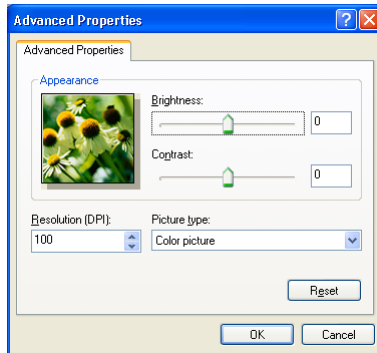 Advanced Properties
Advanced Properties
Appearance
Brightness:
0
Contrast:
0
Resolution (DPI):
Picture type:
100
Color picture
Reset
OK
Cancel